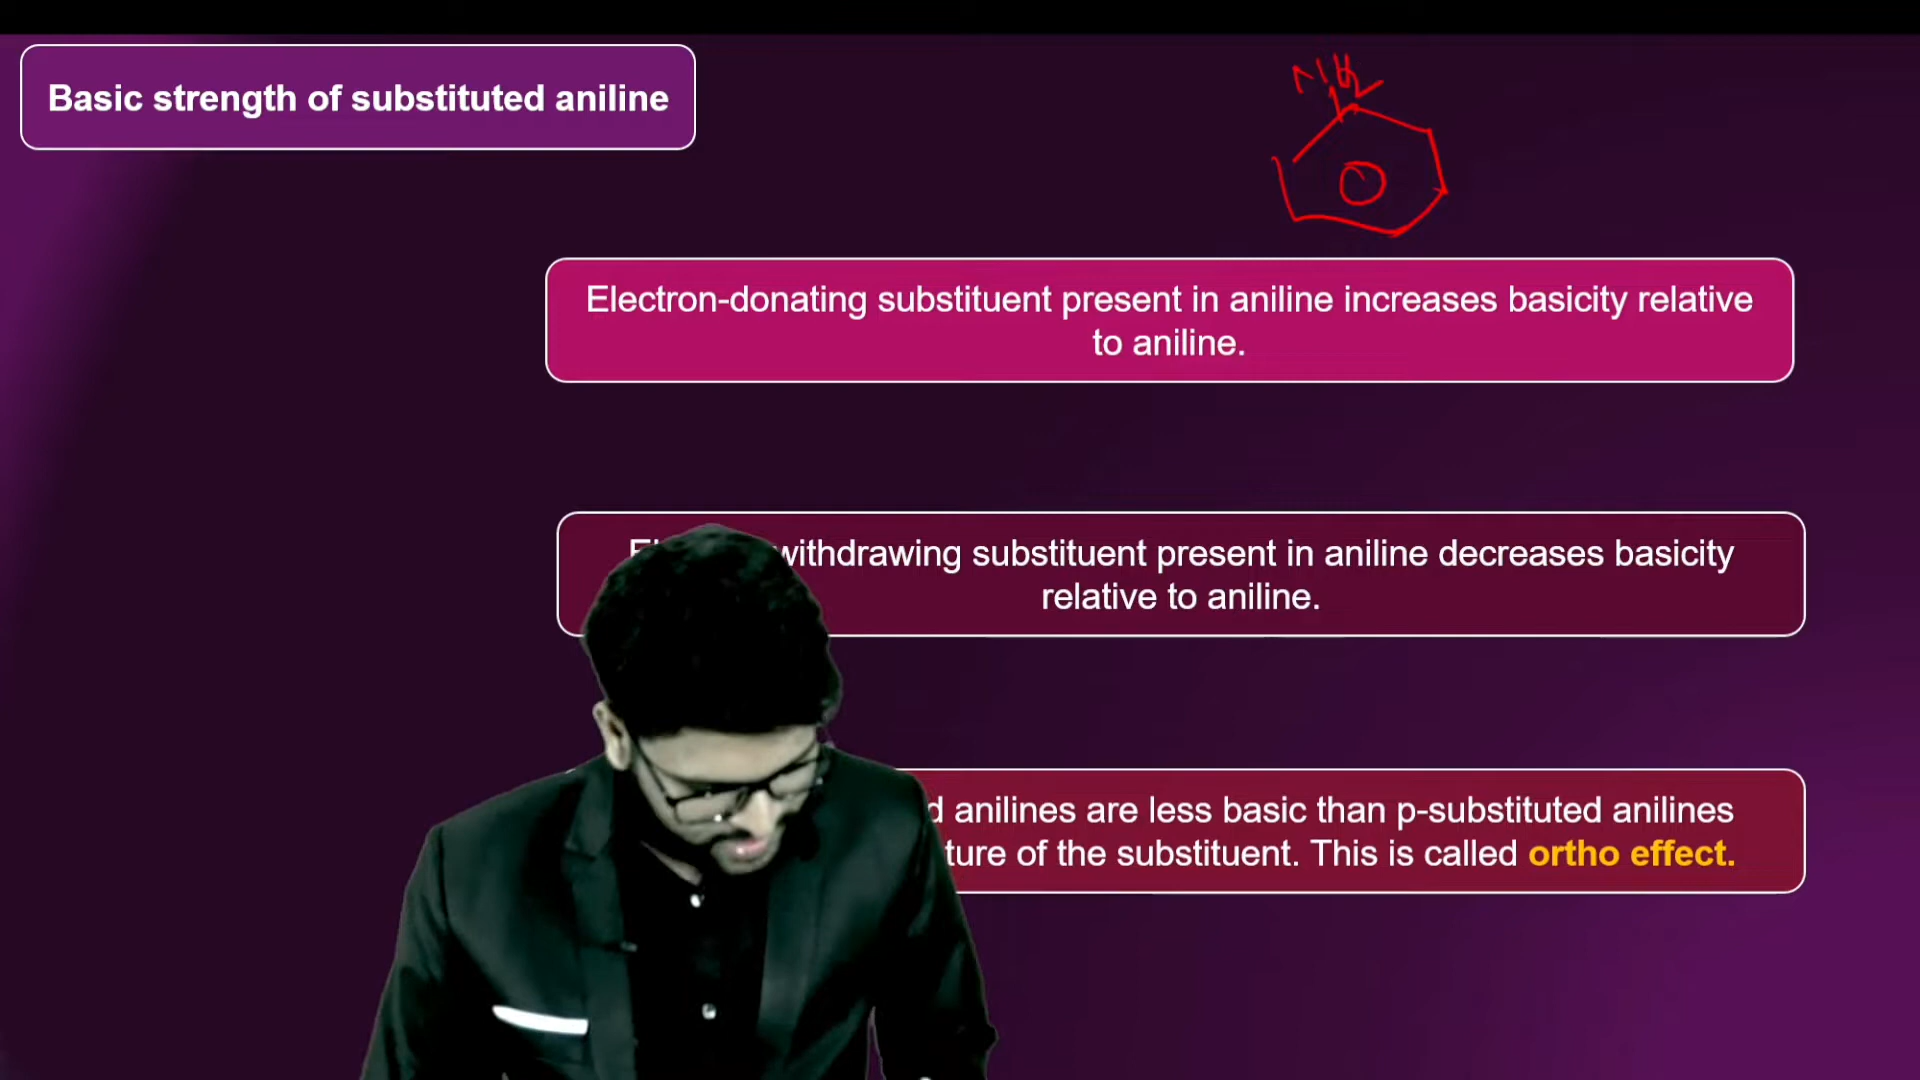 Basic strength of substituted aniline
NH2
Electron-donating substituent present in aniline increases basicity relative
to aniline.
withdrawing substituent present in aniline decreases basicity
relative to aniline.
anilines are less basic than p-substituted anilines
of the substituent. This is called ortho effect.